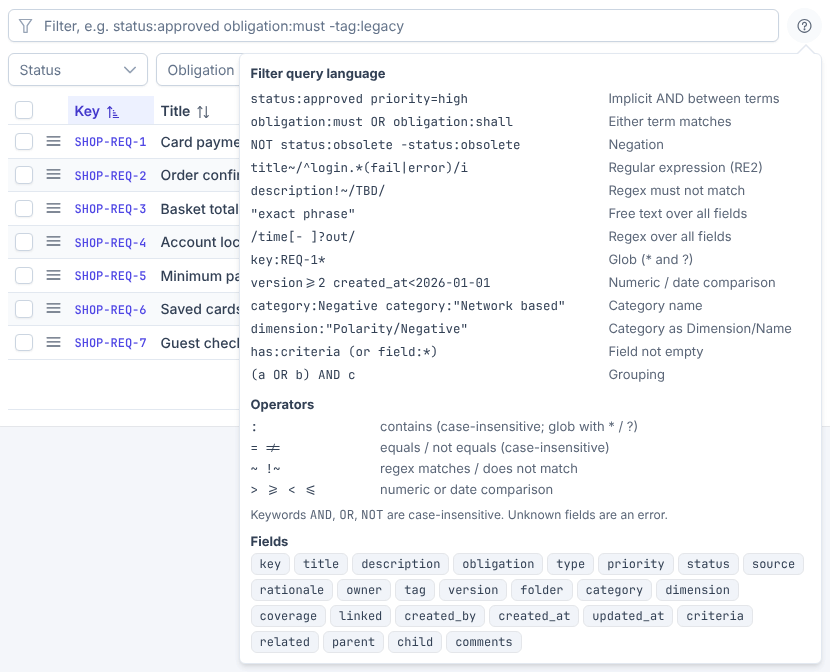 Filter, e.g. status:approved obligation:must -tag:legacy
Status
Obligation
Key
Title
SHOP-REQ-1 Card payme
SHOP-REQ-2 Order confi
SHOP-REQ-3 Basket total
SHOP-REQ-4 Account loc
SHOP-REQ-5 Minimum pa
SHOP-REQ-6 Saved cards
SHOP-REQ-7 Guest chec
Filter query language
status:approved priority=high Implicit AND between terms
obligation:must OR obligation:shall Either term matches
NOT status:obsolete -status:obsolete Negation
title~/^login.*(fail|error)/i Regular expression (RE2)
description!~/TBD/ Regex must not match
"exact phrase" Free text over all fields
/time[- ]?out/ Regex over all fields
key:REQ-1* Glob (* and ?)
version>=2 created_at<2026-01-01 Numeric / date comparison
category:Negative category:"Network based" Category name
dimension:"Polarity/Negative" Category as Dimension/Name
has:criteria (or field:*) Field not empty
(a OR b) AND c Grouping
Operators
: contains (case-insensitive; glob with * / ?)
= != equals / not equals (case-insensitive)
~ !~ regex matches / does not match
> >= < <= numeric or date comparison
Keywords AND, OR, NOT are case-insensitive. Unknown fields are an error.
Fields
key title description obligation type priority status source
rationale owner tag version folder category dimension
coverage linked created_by created_at updated_at criteria
related parent child comments